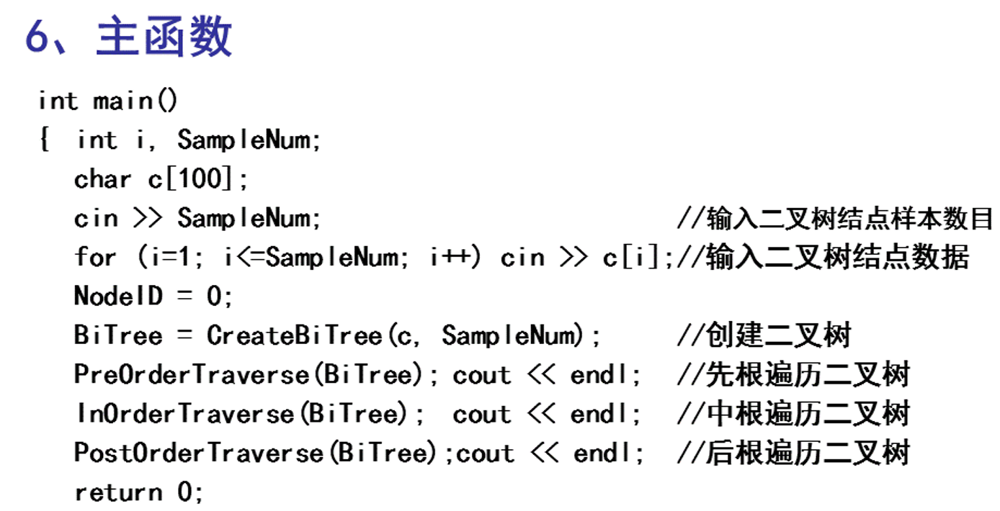 6、主函数
int main()
{ int i, SampleNum;
char c[100];
cin >> SampleNum; //输入二叉树结点样本数目
for (i=1; i<=SampleNum; i++) cin >> c[i];//输入二叉树结点数据
NodeID = 0;
BiTree = CreateBiTree(c, SampleNum); //创建二叉树
PreOrderTraverse(BiTree); cout << endl; //先根遍历二叉树
InOrderTraverse(BiTree); cout << endl; //中根遍历二叉树
PostOrderTraverse(BiTree);cout << endl; //后根遍历二叉树
return 0;